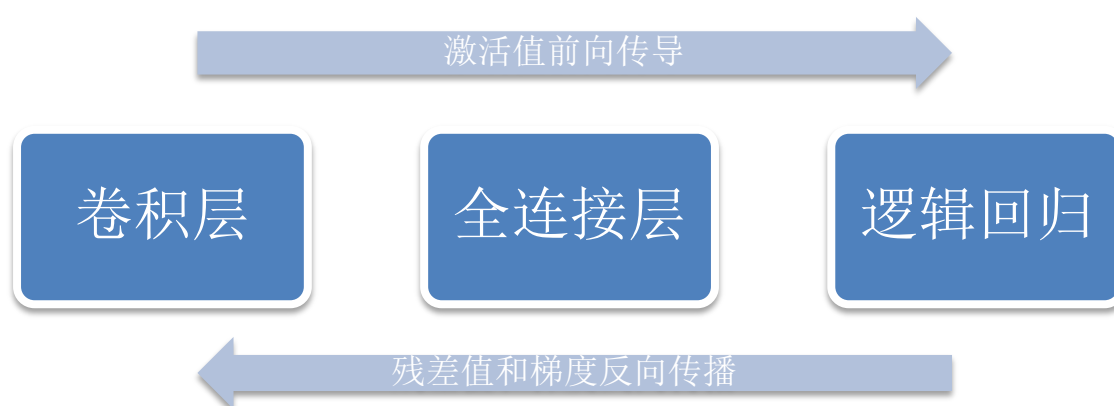 激活值前向传导
卷积层
全连接层
逻辑回归
残差值和梯度反向传播